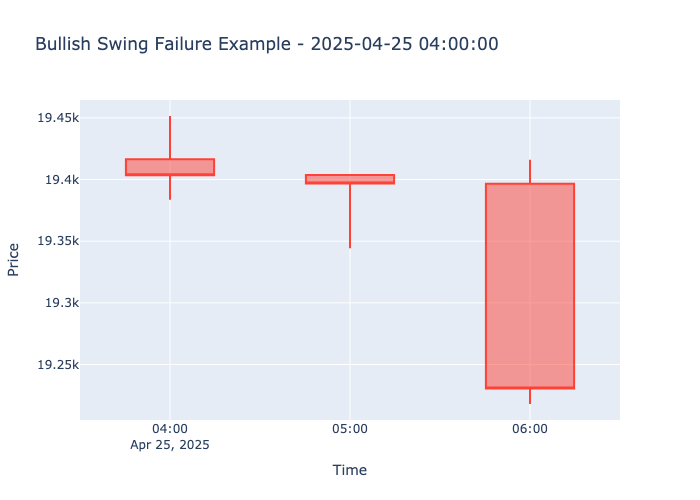 Bullish Swing Failure Example - 2025-04-25 04:00:00
19.45k
19.4k
19.35k
19.3k
19.25k
Price
04:00
Apr 25, 2025
05:00
06:00
Time